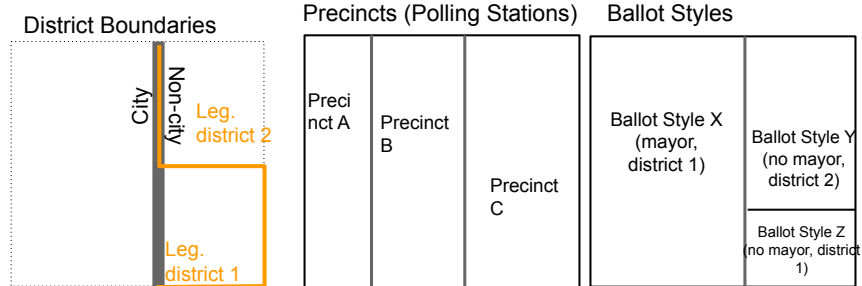 District Boundaries
City
Non-city
Leg.
district 2
Leg.
district 1
Precincts (Polling Stations)
Preci
nct A
Precinct
B
Precinct
C
Ballot Styles
Ballot Style X
(mayor,
district 1)
Ballot Style Y
(no mayor,
district 2)
Ballot Style Z
(no mayor, district
1)